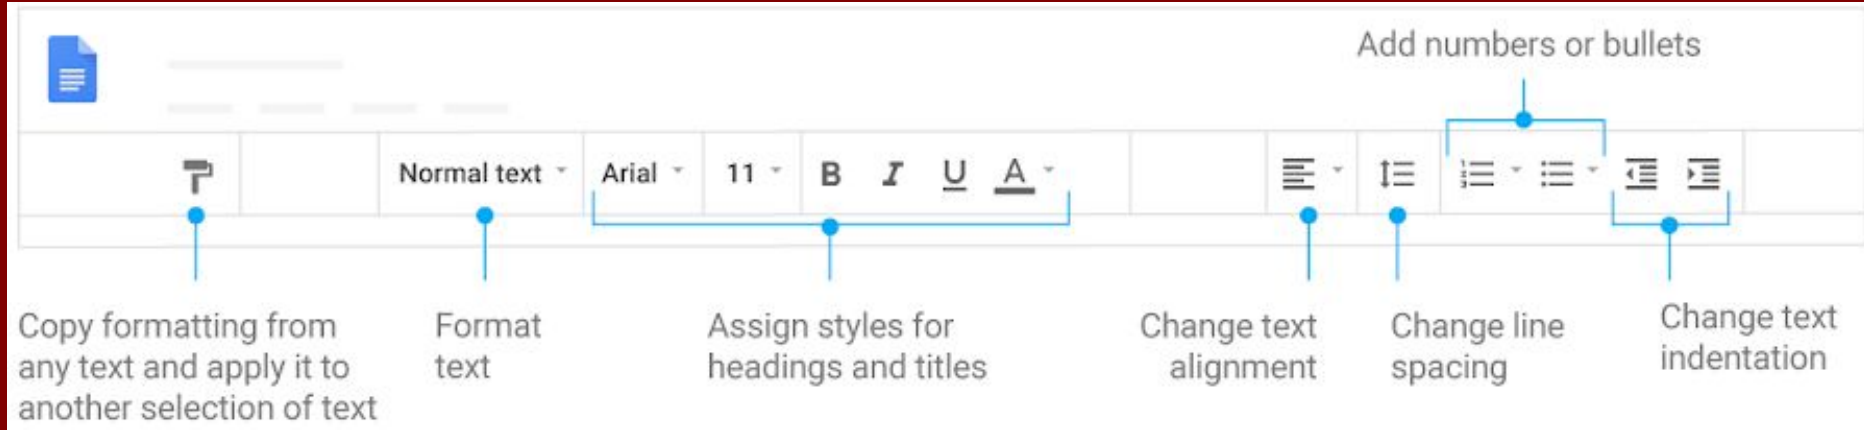 Add numbers or bullets
Normal text Arial 11 B I U A
Copy formatting from
any text and apply it to
another selection of text
Format
text
Assign styles for
headings and titles
Change text
alignment
Change line
spacing
Change text
indentation